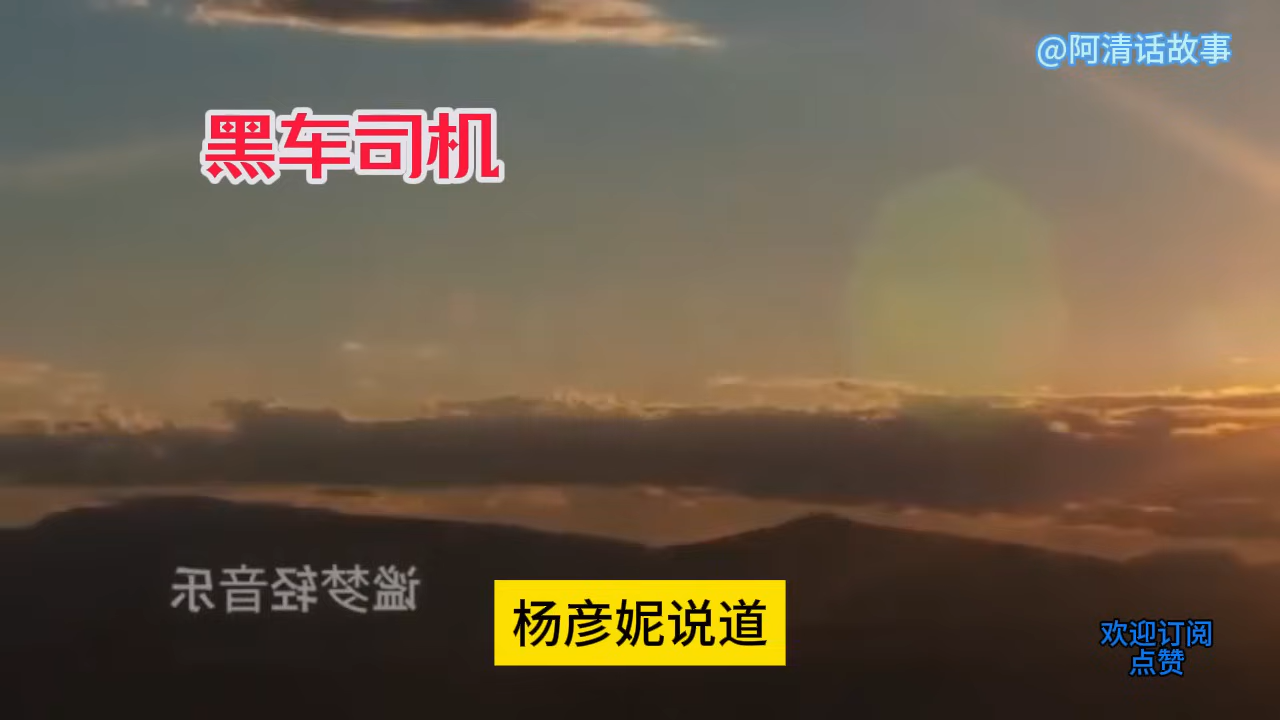 @阿清话故事
黑车司机
谧梦轻音乐
杨彦妮说道
欢迎订阅
点赞